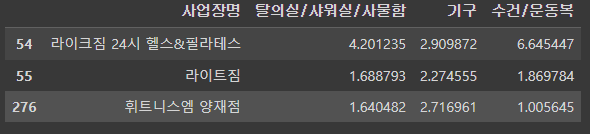 사업장명 탈의실/샤워실/사물함 기구 수건/운동복
54 라이크짐 24시 헬스&필라테스 4.201235 2.909872 6.645447
55 라이트짐 1.688793 2.274555 1.869784
276 휘트니스엠 양재점 1.640482 2.716961 1.005645